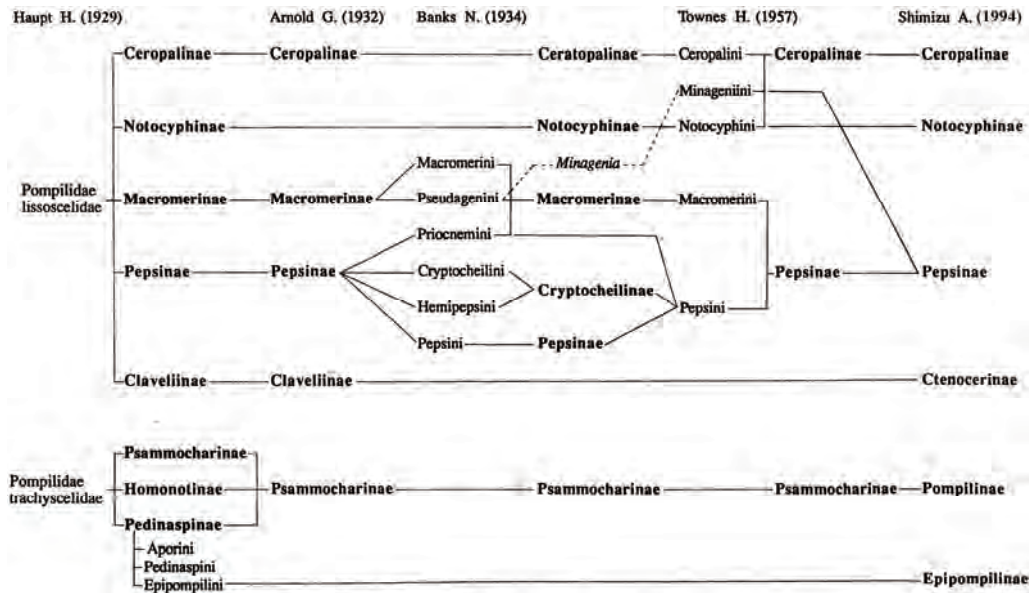 Haupt H. (1929) Arnold G. (1932) Banks N. (1934) Townes H. (1957) Shimizu A. (1994)
Ceropalinae Ceropalinae Ceratopalinae Ceropalini Ceropalinae Ceropalinae
Minageniini
Notocyphinae Notocyphinae Notocyphini Notocyphinae
Macromerini Minagenia
Pompilidae
lissoscelidae
Macromerinae Macromerinae Pseudagenini Macromerinae Macromerini
Priocnemini
Pepsinae Pepsinae Cryptocheilini Pepsinae Pepsinae
Cryptocheilinae
Hemipepsini Pepsini
Pepsini Pepsinae
Claveliinae Claveliinae Ctenocerinae
Psammocharinae
Pompilidae
trachyscelidae
Homonotinae Psammocharinae Psammocharinae Psammocharinae Pompilinae
Pedinaspinae
Aporini
Pedinaspini
Epipompilini Epipompilinae